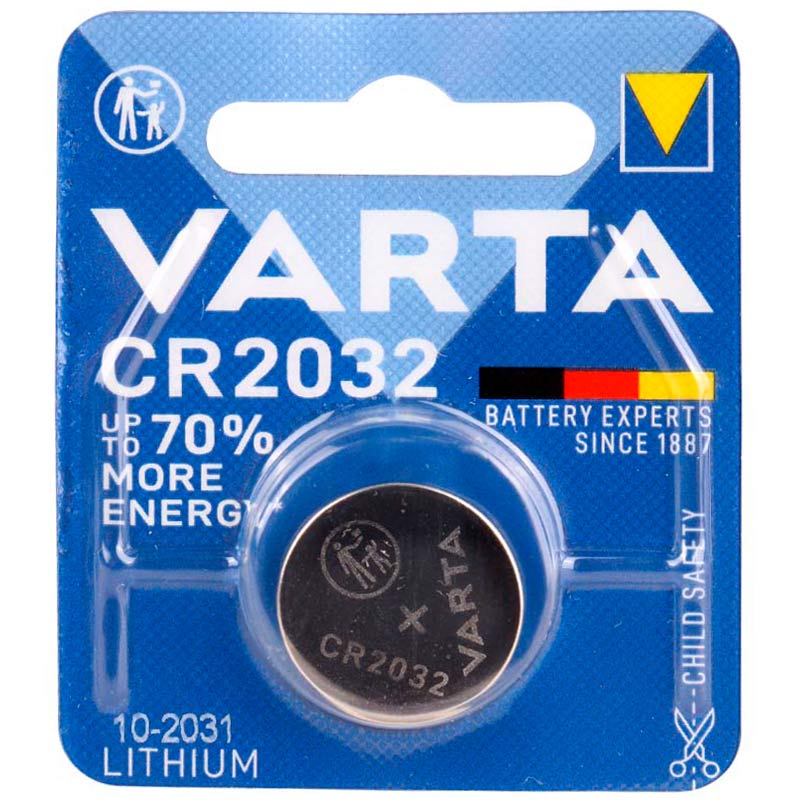 VARTA
CR2032
UP TO 70%
MORE
ENERGY*
BATTERY EXPERTS
SINCE 1887
+
VARTA
CR2032
CHILD SAFETY
10-2031
LITHIUM